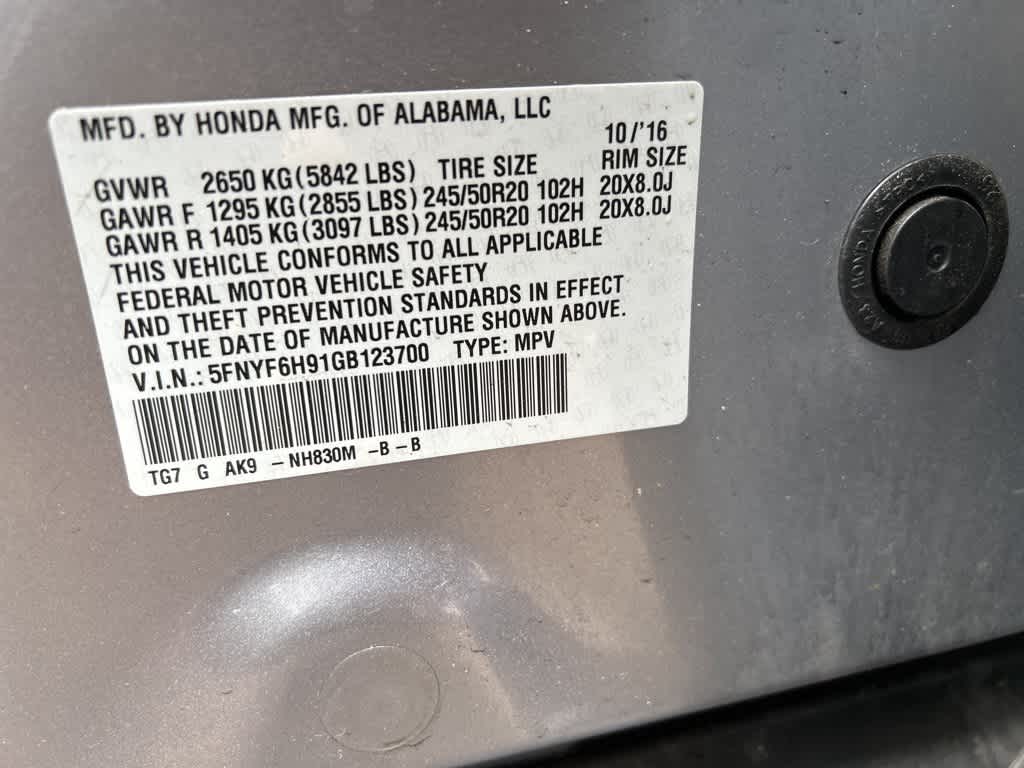 MFD. BY HONDA MFG. OF ALABAMA, LLC
10/'16
GVWR 2650 KG(5842 LBS) TIRE SIZE RIM SIZE
GAWR F 1295 KG(2855 LBS) 245/50R20 102H 20X8.0J
GAWR R 1405 KG(3097 LBS) 245/50R20 102H 20X8.0J
THIS VEHICLE CONFORMS TO ALL APPLICABLE
FEDERAL MOTOR VEHICLE SAFETY
AND THEFT PREVENTION STANDARDS IN EFFECT
ON THE DATE OF MANUFACTURE SHOWN ABOVE.
V.I.N.: 5FNYF6H91GB123700 TYPE: MPV
TG7 G AK9 -NH830M -B-B
HONDA